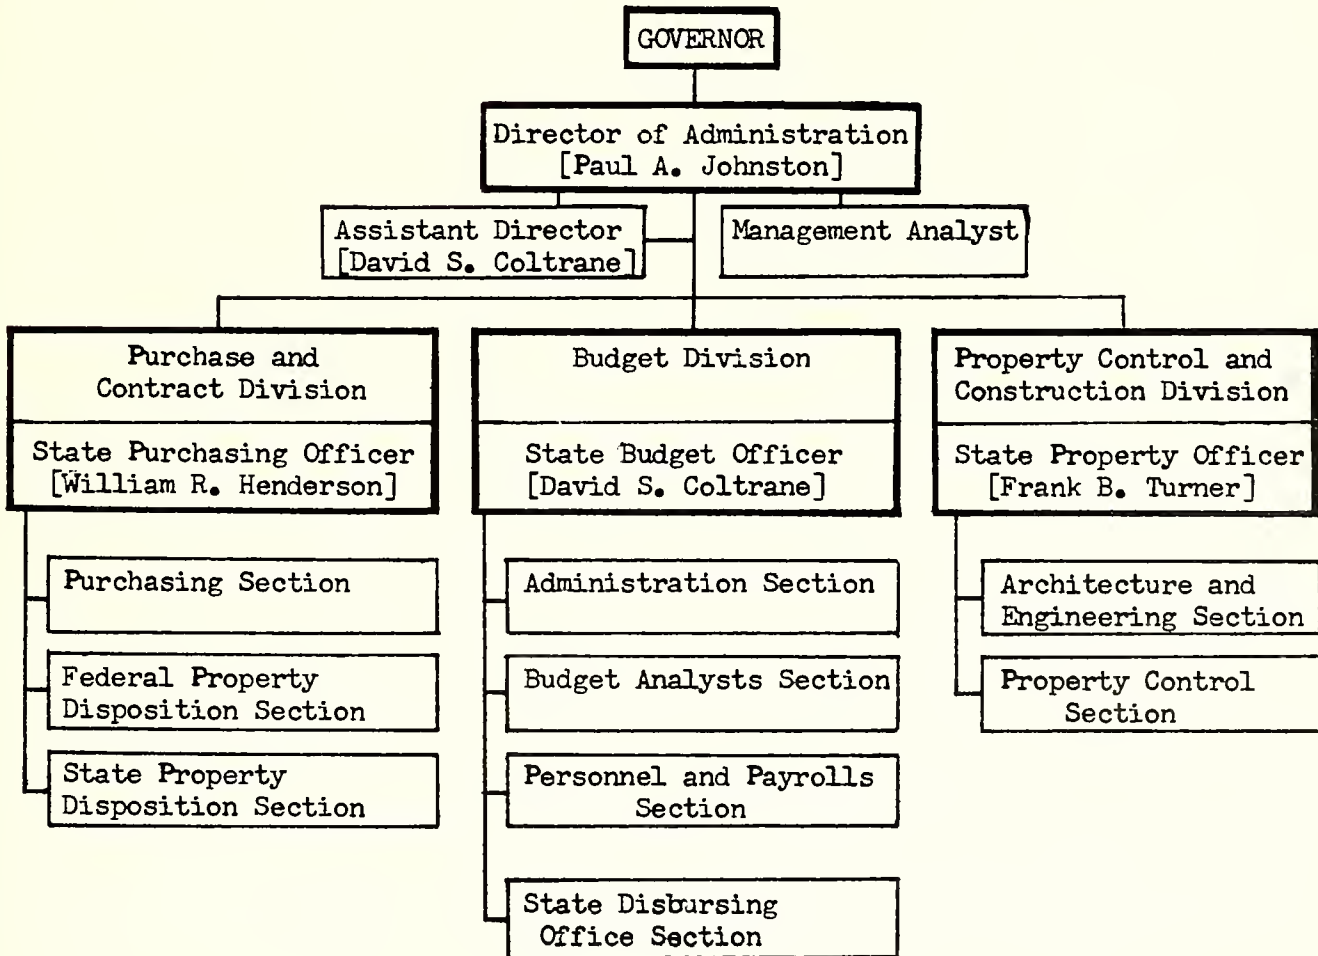 GOVERNOR
Director of Administration
[Paul A. Johnston]
Assistant Director
[David S. Coltrane]
Management Analyst
Purchase and
Contract Division
State Purchasing Officer
[William R. Henderson]
Purchasing Section
Federal Property
Disposition Section
State Property
Disposition Section
Budget Division
State Budget Officer
[David S. Coltrane]
Administration Section
Budget Analysts Section
Personnel and Payrolls
Section
State Disbursing
Office Section
Property Control and
Construction Division
State Property Officer
[Frank B. Turner]
Architecture and
Engineering Section
Property Control
Section